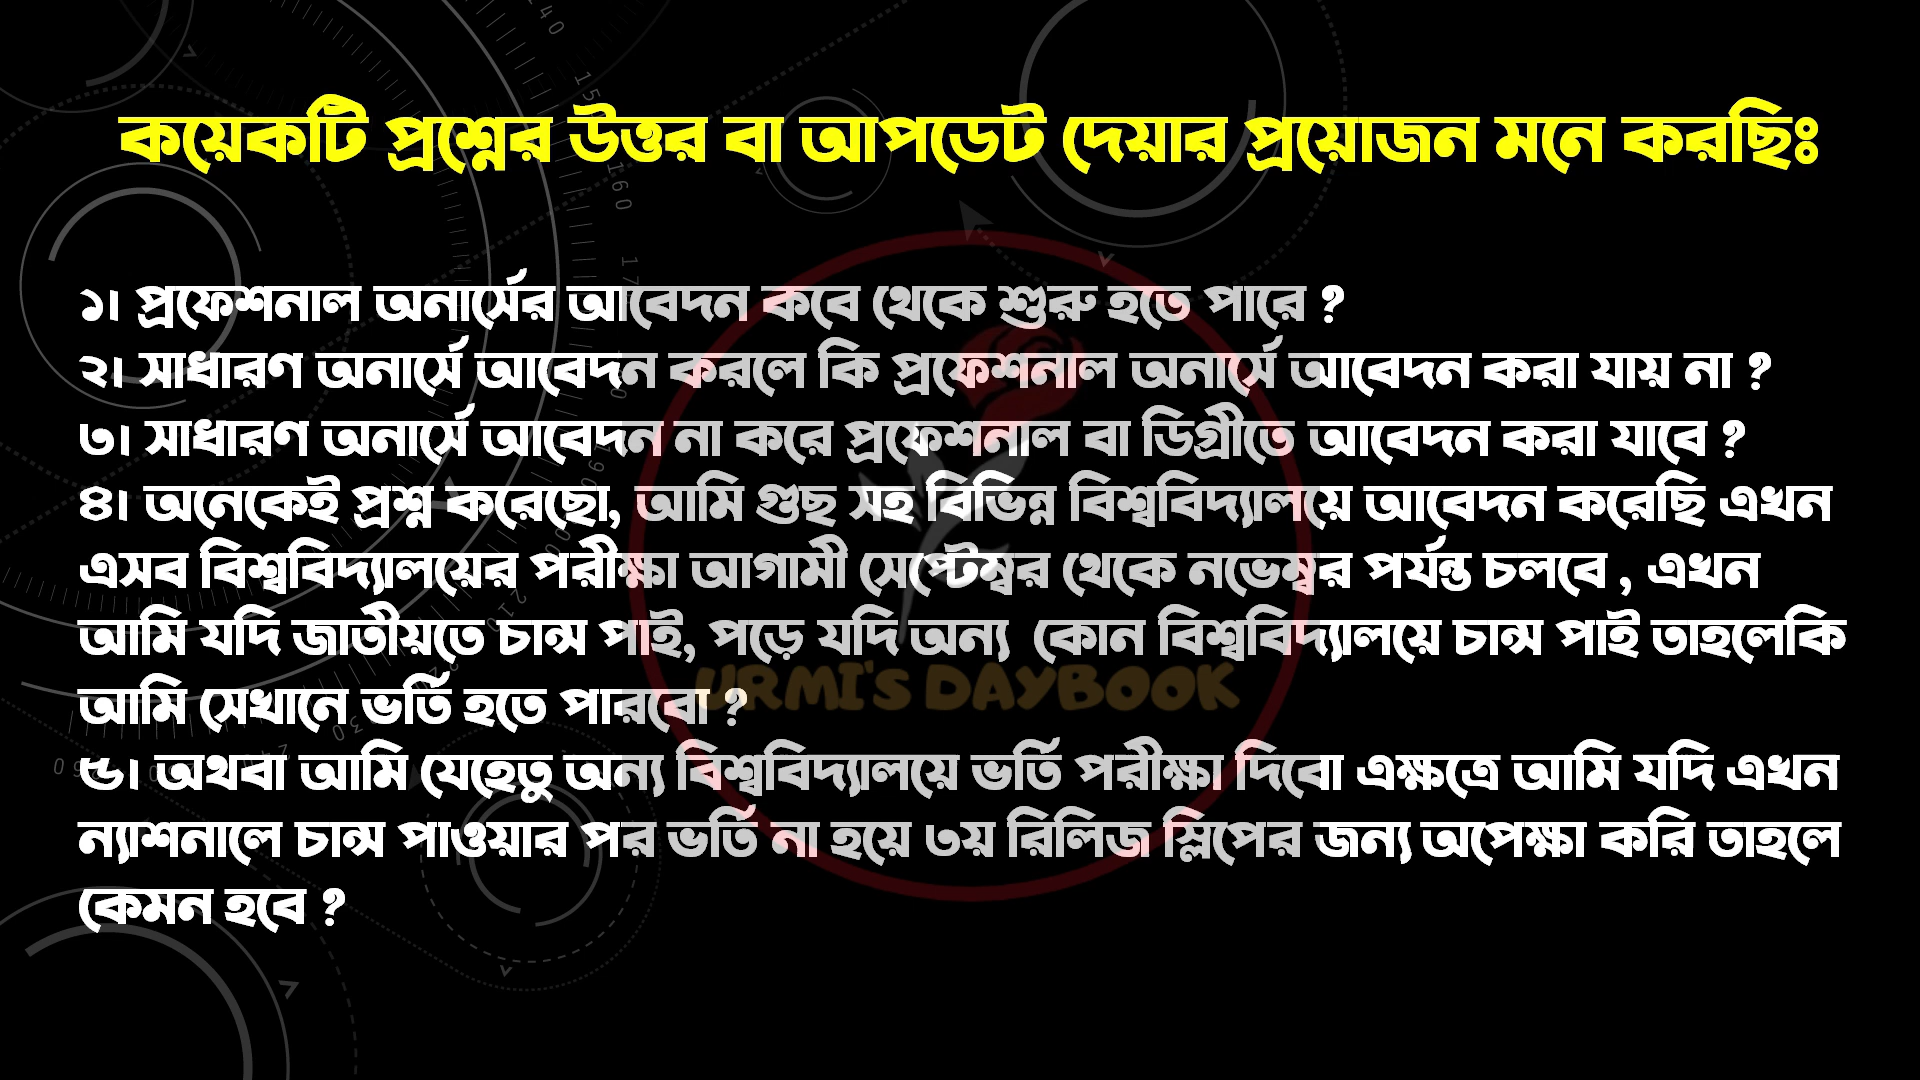 কয়েকটি প্রশ্নের উত্তর বা আপডেট দেয়ার প্রয়োজন মনে করছিঃ
১। প্রফেশনাল অনার্সের আবেদন কবে থেকে শুরু হতে পারে ?
২। সাধারণ অনার্সে আবেদন করলে কি প্রফেশনাল অনার্সে আবেদন করা যায় না ?
৩। সাধারণ অনার্সে আবেদন না করে প্রফেশনাল বা ডিগ্রীতে আবেদন করা যাবে ?
৪। অনেকেই প্রশ্ন করেছো, আমি গুছ সহ বিভিন্ন বিশ্ববিদ্যালয়ে আবেদন করেছি এখন
এসব বিশ্ববিদ্যালয়ের পরীক্ষা আগামী সেপ্টেম্বর থেকে নভেম্বর পর্যন্ত চলবে , এখন
আমি যদি জাতীয়তে চান্স পাই, পড়ে যদি অন্য কোন বিশ্ববিদ্যালয়ে চান্স পাই তাহলেকি
আমি সেখানে ভর্তি হতে পারবো ?
URMI'S DAYBOOK
৫। অথবা আমি যেহেতু অন্য বিশ্ববিদ্যালয়ে ভর্তি পরীক্ষা দিবো এক্ষত্রে আমি যদি এখন
ন্যাশনালে চান্স পাওয়ার পর ভর্তি না হয়ে ৩য় রিলিজ স্লিপের জন্য অপেক্ষা করি তাহলে
কেমন হবে ?